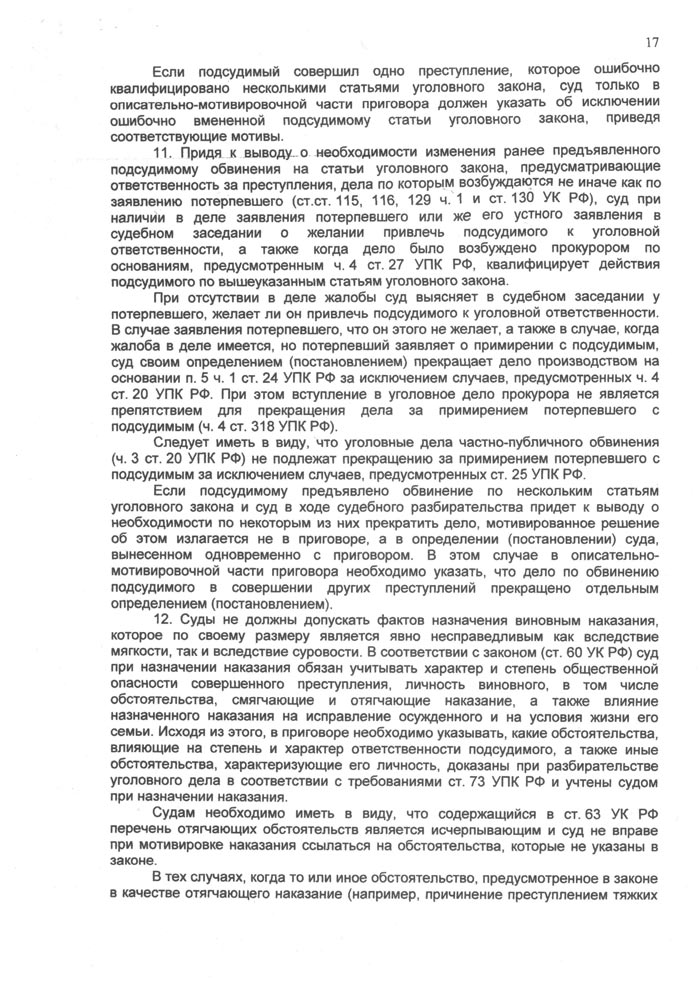 17
Если подсудимый совершил одно преступление, которое ошибочно
квалифицировано несколькими статьями уголовного закона, суд только в
описательно-мотивировочной части приговора должен указать об исключении
ошибочно вмененной подсудимому статьи уголовного закона, приведя
соответствующие мотивы.
11. Придя к выводу о необходимости изменения ранее предъявленного
подсудимому обвинения на статьи уголовного закона, предусматривающие
ответственность за преступления, дела по которым возбуждаются не иначе как по
заявлению потерпевшего (ст.ст. 115, 116, 129 ч. 1 и ст. 130 УК РФ), суд при
наличии в деле заявления потерпевшего или же его устного заявления в
судебном заседании о желании привлечь подсудимого к уголовной
ответственности, а также когда дело было возбуждено прокурором по
основаниям, предусмотренным ч. 4 ст. 27 УПК РФ, квалифицирует действия
подсудимого по вышеуказанным статьям уголовного закона.
При отсутствии в деле жалобы суд выясняет в судебном заседании у
потерпевшего, желает ли он привлечь подсудимого к уголовной ответственности.
В случае заявления потерпевшего, что он этого не желает, а также в случае, когда
жалоба в деле имеется, но потерпевший заявляет о примирении с подсудимым,
суд своим определением (постановлением) прекращает дело производством на
основании п. 5 ч. 1 ст. 24 УПК РФ за исключением случаев, предусмотренных ч. 4
ст. 20 УПК РФ. При этом вступление в уголовное дело прокурора не является
препятствием для прекращения дела за примирением потерпевшего с
подсудимым (ч. 4 ст. 318 УПК РФ).
Следует иметь в виду, что уголовные дела частно-публичного обвинения
(ч. 3 ст. 20 УПК РФ) не подлежат прекращению за примирением потерпевшего с
подсудимым за исключением случаев, предусмотренных ст. 25 УПК РФ.
Если подсудимому предъявлено обвинение по нескольким статьям
уголовного закона и суд в ходе судебного разбирательства придет к выводу о
необходимости по некоторым из них прекратить дело, мотивированное решение
об этом излагается не в приговоре, а в определении (постановлении) суда,
вынесенном одновременно с приговором. В этом случае в описательно-
мотивировочной части приговора необходимо указать, что дело по обвинению
подсудимого в совершении других преступлений прекращено отдельным
определением (постановлением).
12. Суды не должны допускать фактов назначения виновным наказания,
которое по своему размеру является явно несправедливым как вследствие
мягкости, так и вследствие суровости. В соответствии с законом (ст. 60 УК РФ) суд
при назначении наказания обязан учитывать характер и степень общественной
опасности совершенного преступления, личность виновного, в том числе
обстоятельства, смягчающие и отягчающие наказание, а также влияние
назначенного наказания на исправление осужденного и на условия жизни его
семьи. Исходя из этого, в приговоре необходимо указывать, какие обстоятельства,
влияющие на степень и характер ответственности подсудимого, а также иные
обстоятельства, характеризующие его личность, доказаны при разбирательстве
уголовного дела в соответствии с требованиями ст. 73 УПК РФ и учтены судом
при назначении наказания.
Судам необходимо иметь в виду, что содержащийся в ст. 63 УК РФ
перечень отягчающих обстоятельств является исчерпывающим и суд не вправе
при мотивировке наказания ссылаться на обстоятельства, которые не указаны в
законе.
В тех случаях, когда то или иное обстоятельство, предусмотренное в законе
в качестве отягчающего наказание (например, причинение преступлением тяжких